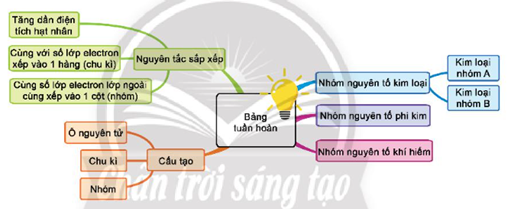 Tăng dần điện
tích hạt nhân
Cùng với số lớp electron
xếp vào 1 hàng (chu kì)
Cùng số lớp electron lớp ngoài
cùng xếp vào 1 cột (nhóm)
Nguyên tắc sắp xếp
Bảng
tuần hoàn
Ô nguyên tử
Chu kì
Nhóm
Cấu tạo
Nhóm nguyên tố kim loại
Kim loại
nhóm A
Kim loại
nhóm B
Nhóm nguyên tố phi kim
Nhóm nguyên tố khí hiếm
Chân trời sáng tạo